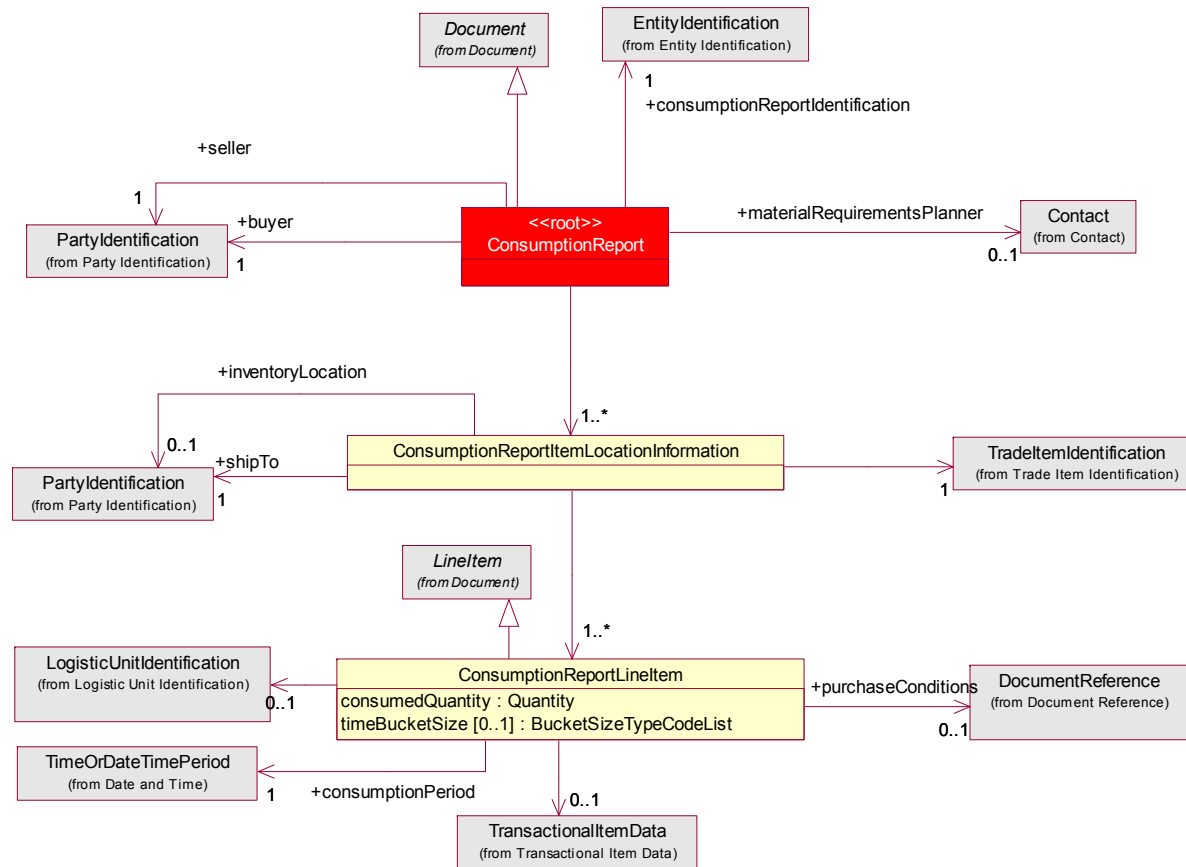 Document
(from Document)
EntityIdentification
(from Entity Identification)
1
+consumptionReportIdentification
+seller
1
+buyer
PartyIdentification
(from Party Identification)
1
<<root>>
ConsumptionReport
+materialRequirementsPlanner
Contact
(from Contact)
0..1
+inventoryLocation
0..1
1..*
+shipTo
PartyIdentification
(from Party Identification)
1
ConsumptionReportItemLocationInformation
TradeItemIdentification
(from Trade Item Identification)
1
LineItem
(from Document)
1..*
LogisticUnitIdentification
(from Logistic Unit Identification)
0..1
ConsumptionReportLineItem
consumedQuantity : Quantity
timeBucketSize [0..1] : BucketSizeTypeCodeList
+purchaseConditions
DocumentReference
(from Document Reference)
0..1
TimeOrDateTimePeriod
(from Date and Time)
1
+consumptionPeriod
0..1
TransactionalItemData
(from Transactional Item Data)